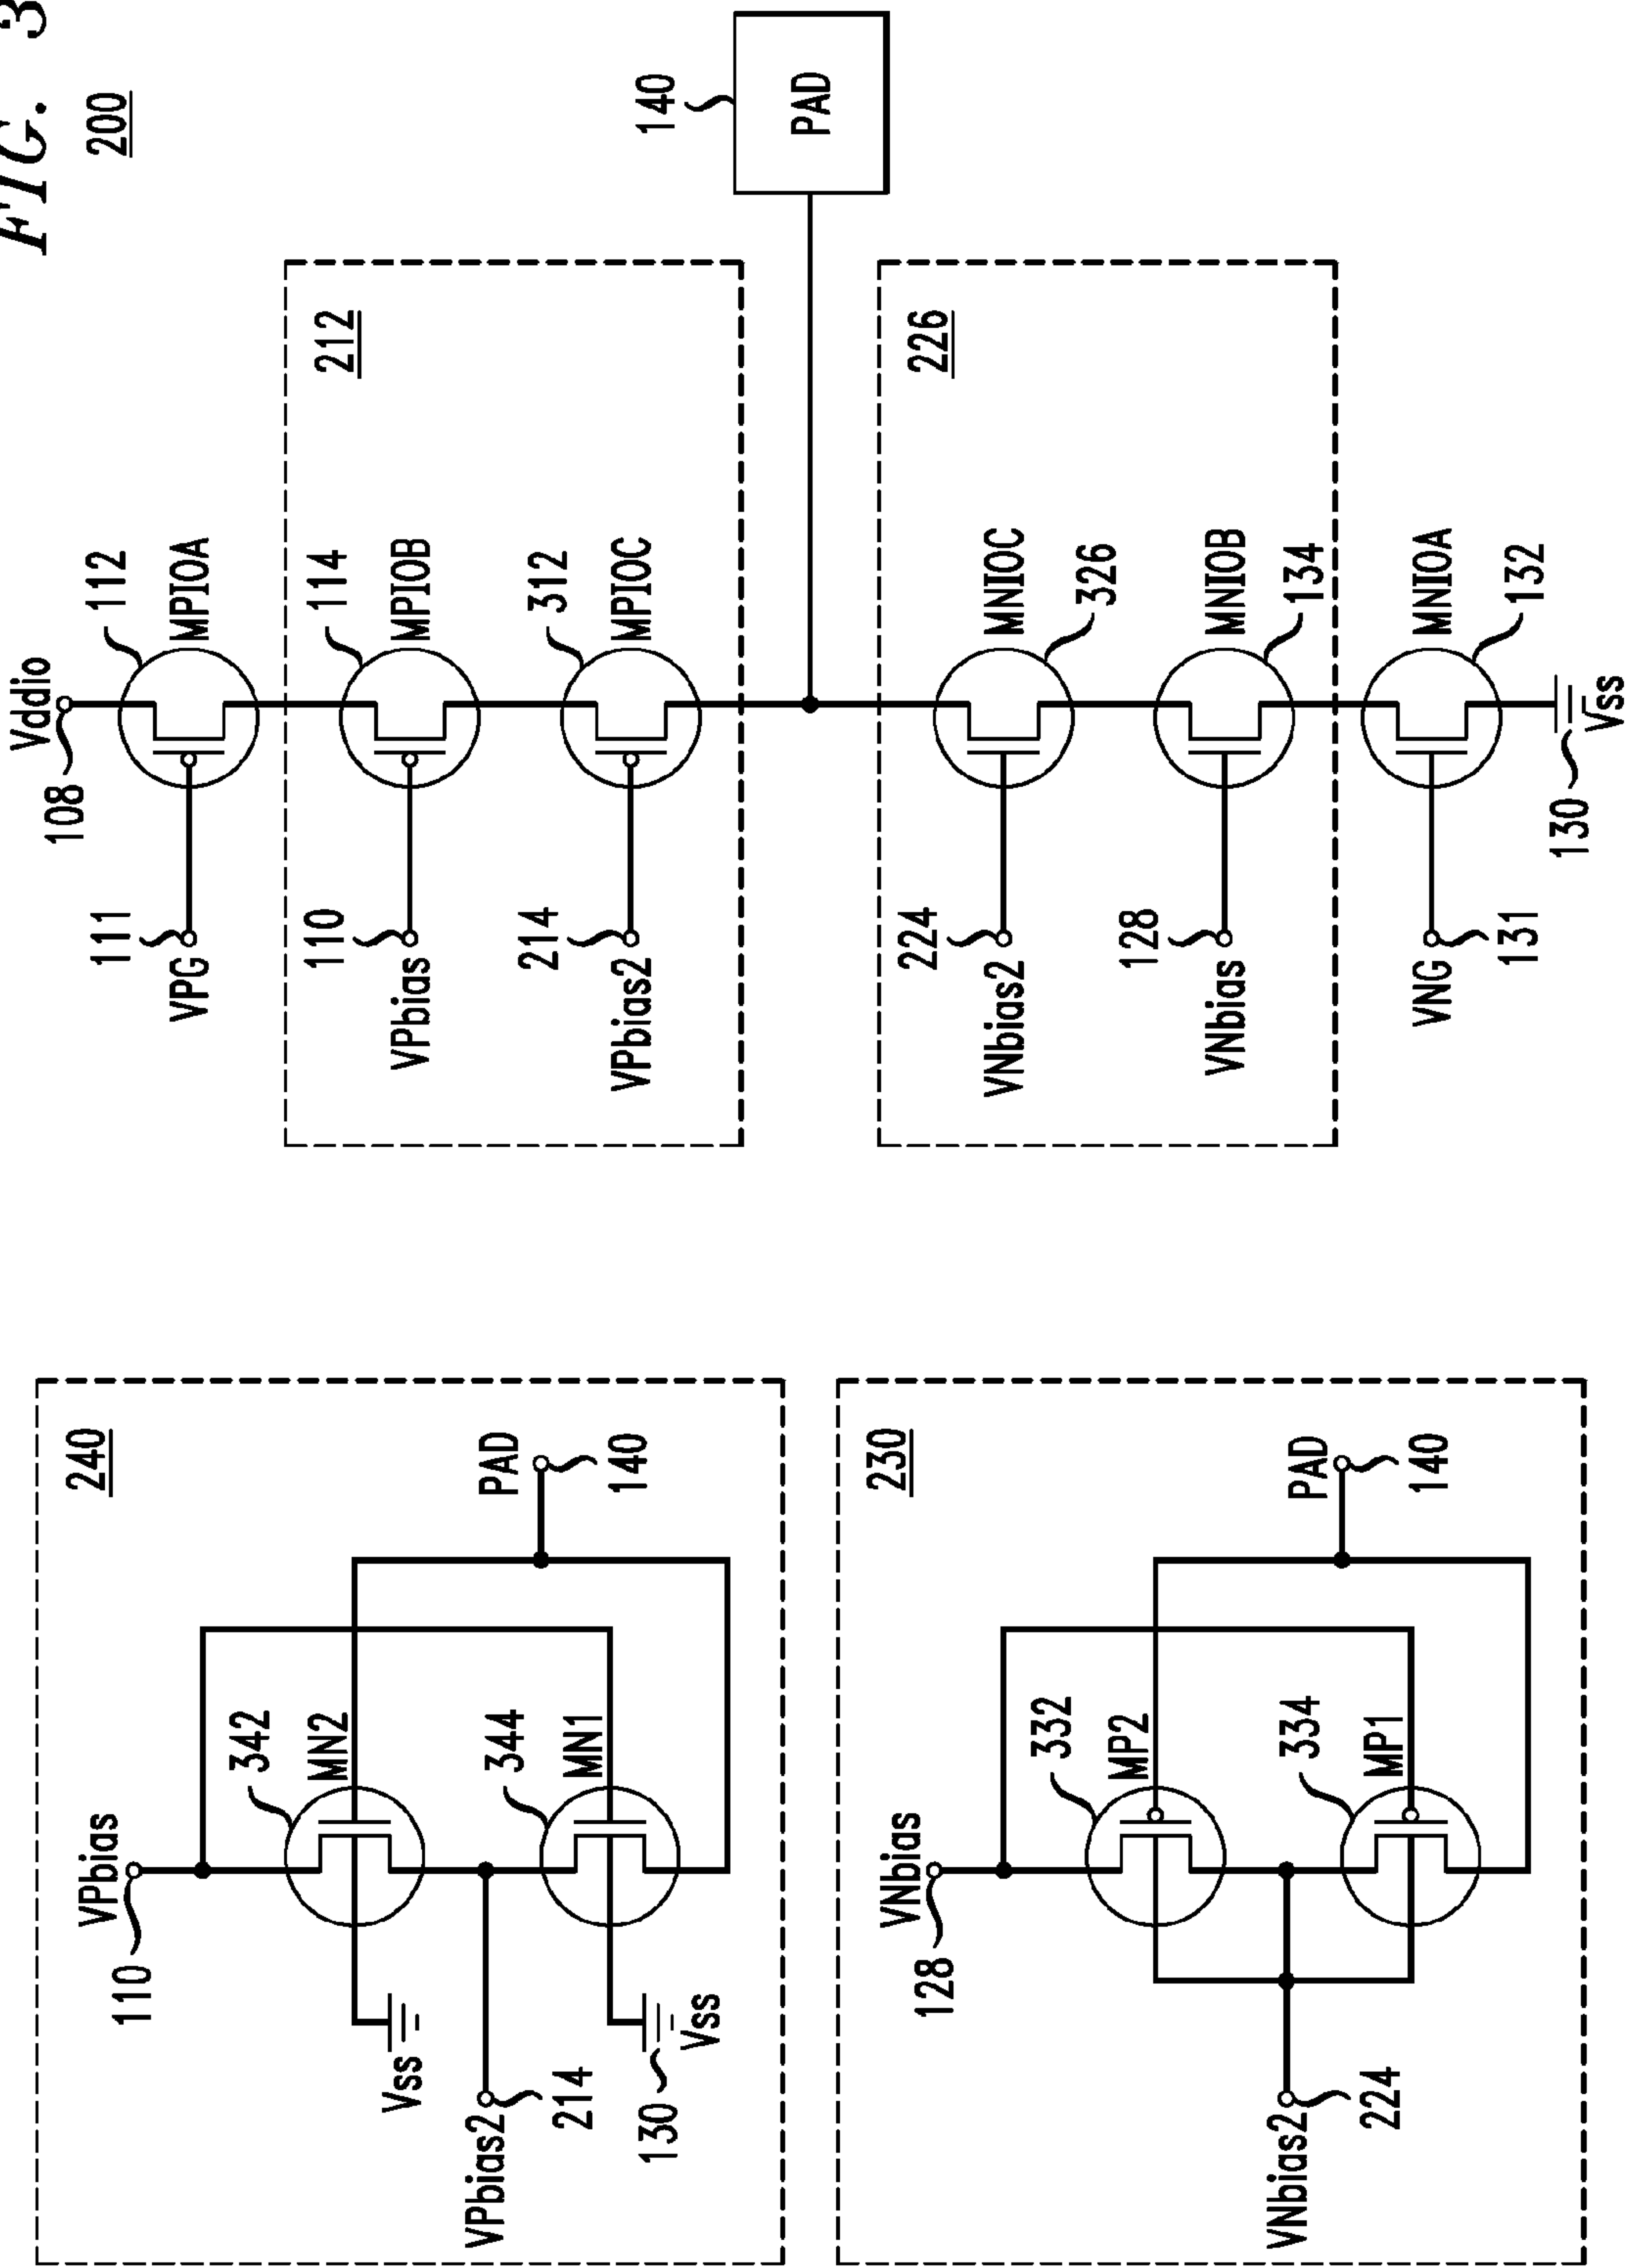 FIG. 3
200
Vddio
108
112
MPIOA
111
VPG
212
114
MPIOB
110
VPbias
312
MPIOC
214
VPbias2
140
PAD
226
MNIOC
326
224
VNbias2
MNIOB
134
128
VNbias
MNIOA
132
VNG
131
130
Vss
240
VPbias
110
342
MN2
Vss
PAD
140
344
MN1
VPbias2
214
130
Vss
230
VNbias
128
332
MP2
PAD
140
334
MP1
VNbias2
224